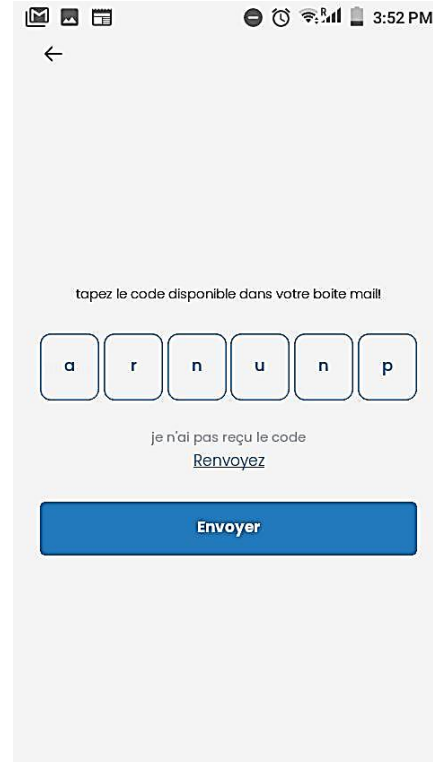 3:52 PM
tapez le code disponible dans votre boite mail!
a r n u n p
je n'ai pas reçu le code
Renvoyez
Envoyer